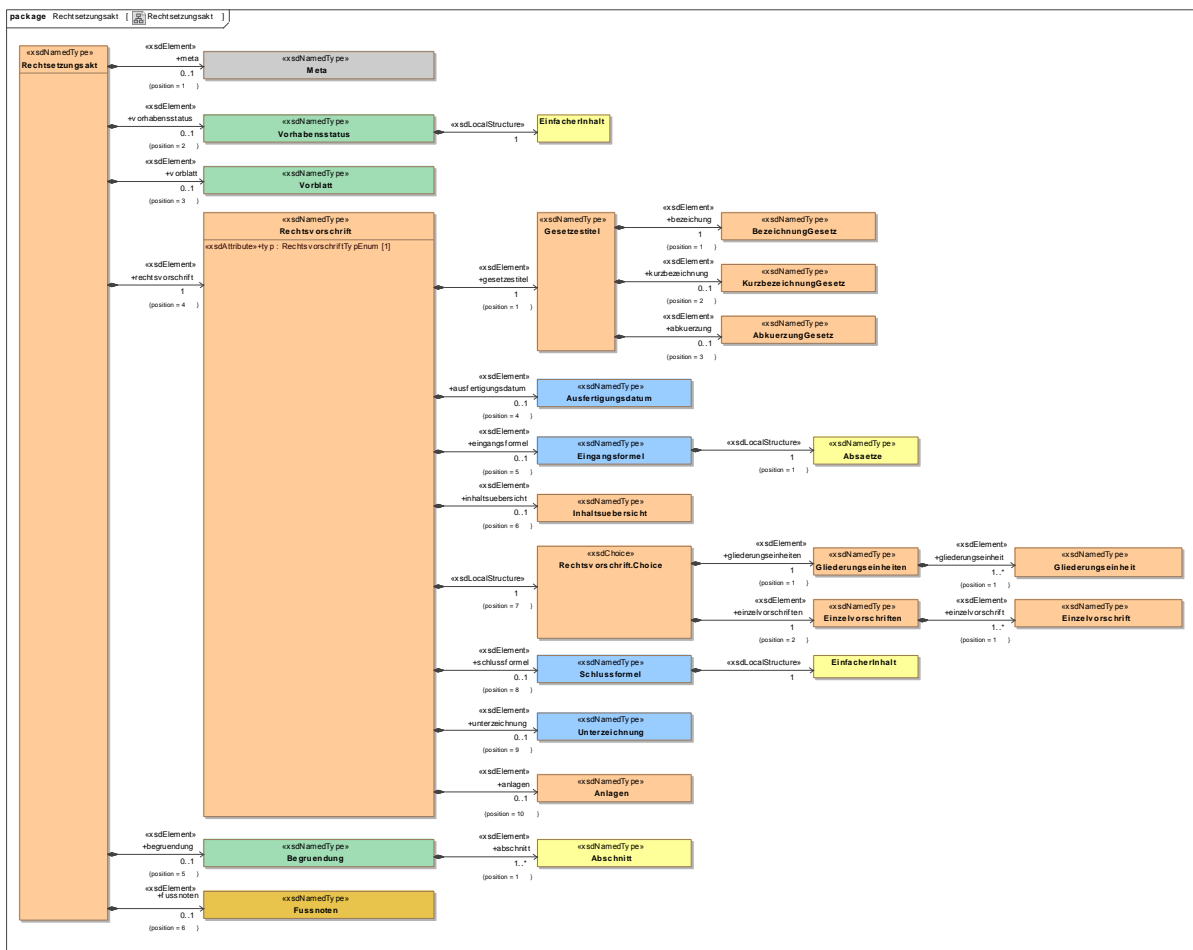 package Rechtsetzungsakt [ Rechtsetzungsakt ]
«xsdNamedType»
Rechtsetzungsakt
«xsdElement»
+meta
0..1
{position = 1 }
«xsdNamedType»
Meta
«xsdElement»
+vorhabensstatus
0..1
{position = 2 }
«xsdNamedType»
Vorhabensstatus
«xsdLocalStructure»
1
EinfacherInhalt
«xsdElement»
+vorblatt
0..1
{position = 3 }
«xsdNamedType»
Vorblatt
«xsdElement»
+rechtsvorschrift
1
{position = 4 }
«xsdNamedType»
Rechtsvorschrift
«xsdAttribute»+typ : RechtsvorschriftTypEnum [1]
«xsdElement»
+gesetzestitel
1
{position = 1 }
«xsdNamedType»
Gesetzestitel
«xsdElement»
+bezeichung
1
{position = 1 }
«xsdNamedType»
BezeichnungGesetz
«xsdElement»
+kurzbezeichnung
0..1
{position = 2 }
«xsdNamedType»
KurzbezeichnungGesetz
«xsdElement»
+abkuerzung
0..1
{position = 3 }
«xsdNamedType»
AbkuerzungGesetz
«xsdElement»
+ausfertigungsdatum
0..1
{position = 4 }
«xsdNamedType»
Ausfertigungsdatum
«xsdElement»
+eingangsformel
0..1
{position = 5 }
«xsdNamedType»
Eingangsformel
«xsdLocalStructure»
1
{position = 1 }
«xsdNamedType»
Absaetze
«xsdElement»
+inhaltsuebersicht
0..1
{position = 6 }
«xsdNamedType»
Inhaltsuebersicht
«xsdLocalStructure»
1
{position = 7 }
«xsdChoice»
Rechtsvorschrift.Choice
«xsdElement»
+gliederungseinheiten
1
{position = 1 }
«xsdNamedType»
Gliederungseinheiten
«xsdElement»
+gliederungseinheit
1..*
{position = 1 }
«xsdNamedType»
Gliederungseinheit
«xsdElement»
+einzelvorschriften
1
{position = 2 }
«xsdNamedType»
Einzelvorschriften
«xsdElement»
+einzelvorschrift
1..*
{position = 1 }
«xsdNamedType»
Einzelvorschrift
«xsdElement»
+schlussformel
0..1
{position = 8 }
«xsdNamedType»
Schlussformel
«xsdLocalStructure»
1
EinfacherInhalt
«xsdElement»
+unterzeichnung
0..1
{position = 9 }
«xsdNamedType»
Unterzeichnung
«xsdElement»
+anlagen
0..1
{position = 10 }
«xsdNamedType»
Anlagen
«xsdElement»
+begruendung
0..1
{position = 5 }
«xsdNamedType»
Begruendung
«xsdElement»
+abschnitt
1..*
{position = 1 }
«xsdNamedType»
Abschnitt
«xsdElement»
+fussnoten
0..1
{position = 6 }
«xsdNamedType»
Fussnoten